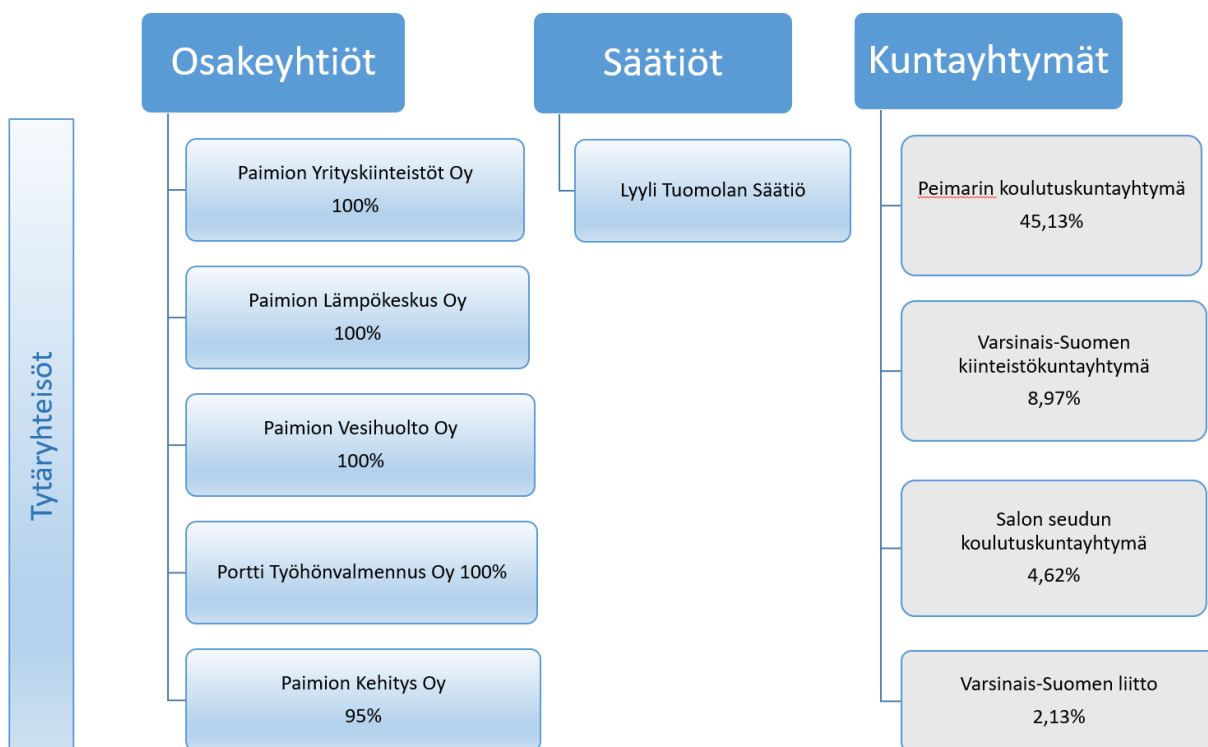 Osakeyhtiöt
Säätiöt
Kuntayhtymät
Tytäryhteisöt
Paimion Yrityskiinteistöt Oy
100%
Paimion Lämpökeskus Oy
100%
Paimion Vesihuolto Oy
100%
Portti Työhönvalmennus Oy 100%
Paimion Kehitys Oy
95%
Lyyli Tuomolan Säätiö
Peimarin koulutuskuntayhtymä
45,13%
Varsinais-Suomen
kiinteistökuntayhtymä
8,97%
Salon seudun
koulutuskuntayhtymä
4,62%
Varsinais-Suomen liitto
2,13%